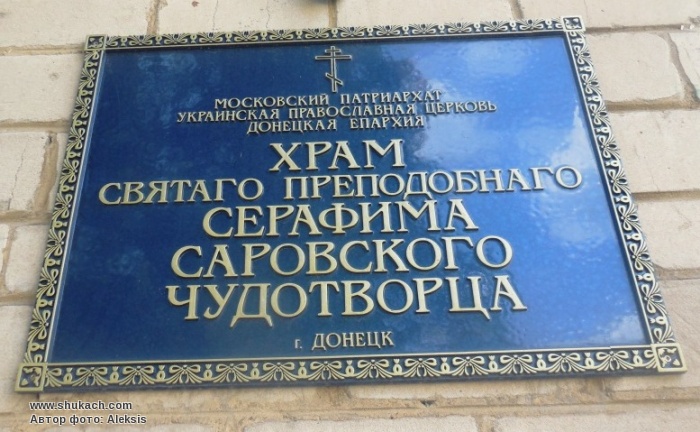 МОСКОВСКИЙ ПАТРИАРХАТ
УКРАИНСКАЯ ПРАВОСЛАВНАЯ ЦЕРКОВЬ
ДОНЕЦКАЯ ЕПАРХИЯ
ХРАМ
СВЯТАГО ПРЕПОДОБНАГО
СЕРАФИМА
САРОВСКОГО
ЧУДОТВОРЦА
г. ДОНЕЦК
www.shukach.com
Автор фото: Aleksis